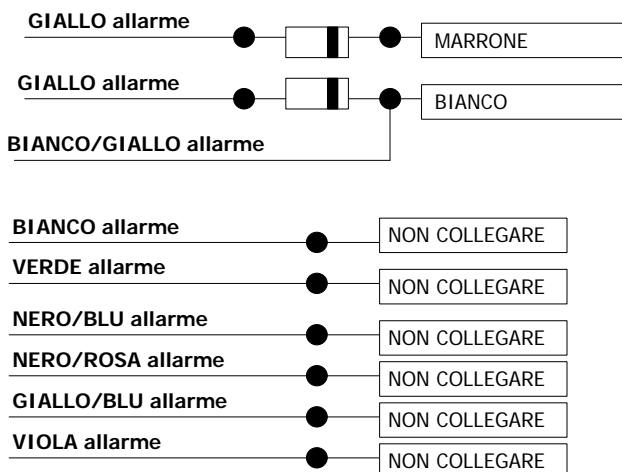 GIALLO allarme
MARRONE
GIALLO allarme
BIANCO
BIANCO/GIALLO allarme
BIANCO allarme
NON COLLEGARE
VERDE allarme
NON COLLEGARE
NERO/BLU allarme
NON COLLEGARE
NERO/ROSA allarme
NON COLLEGARE
GIALLO/BLU allarme
NON COLLEGARE
VIOLA allarme
NON COLLEGARE